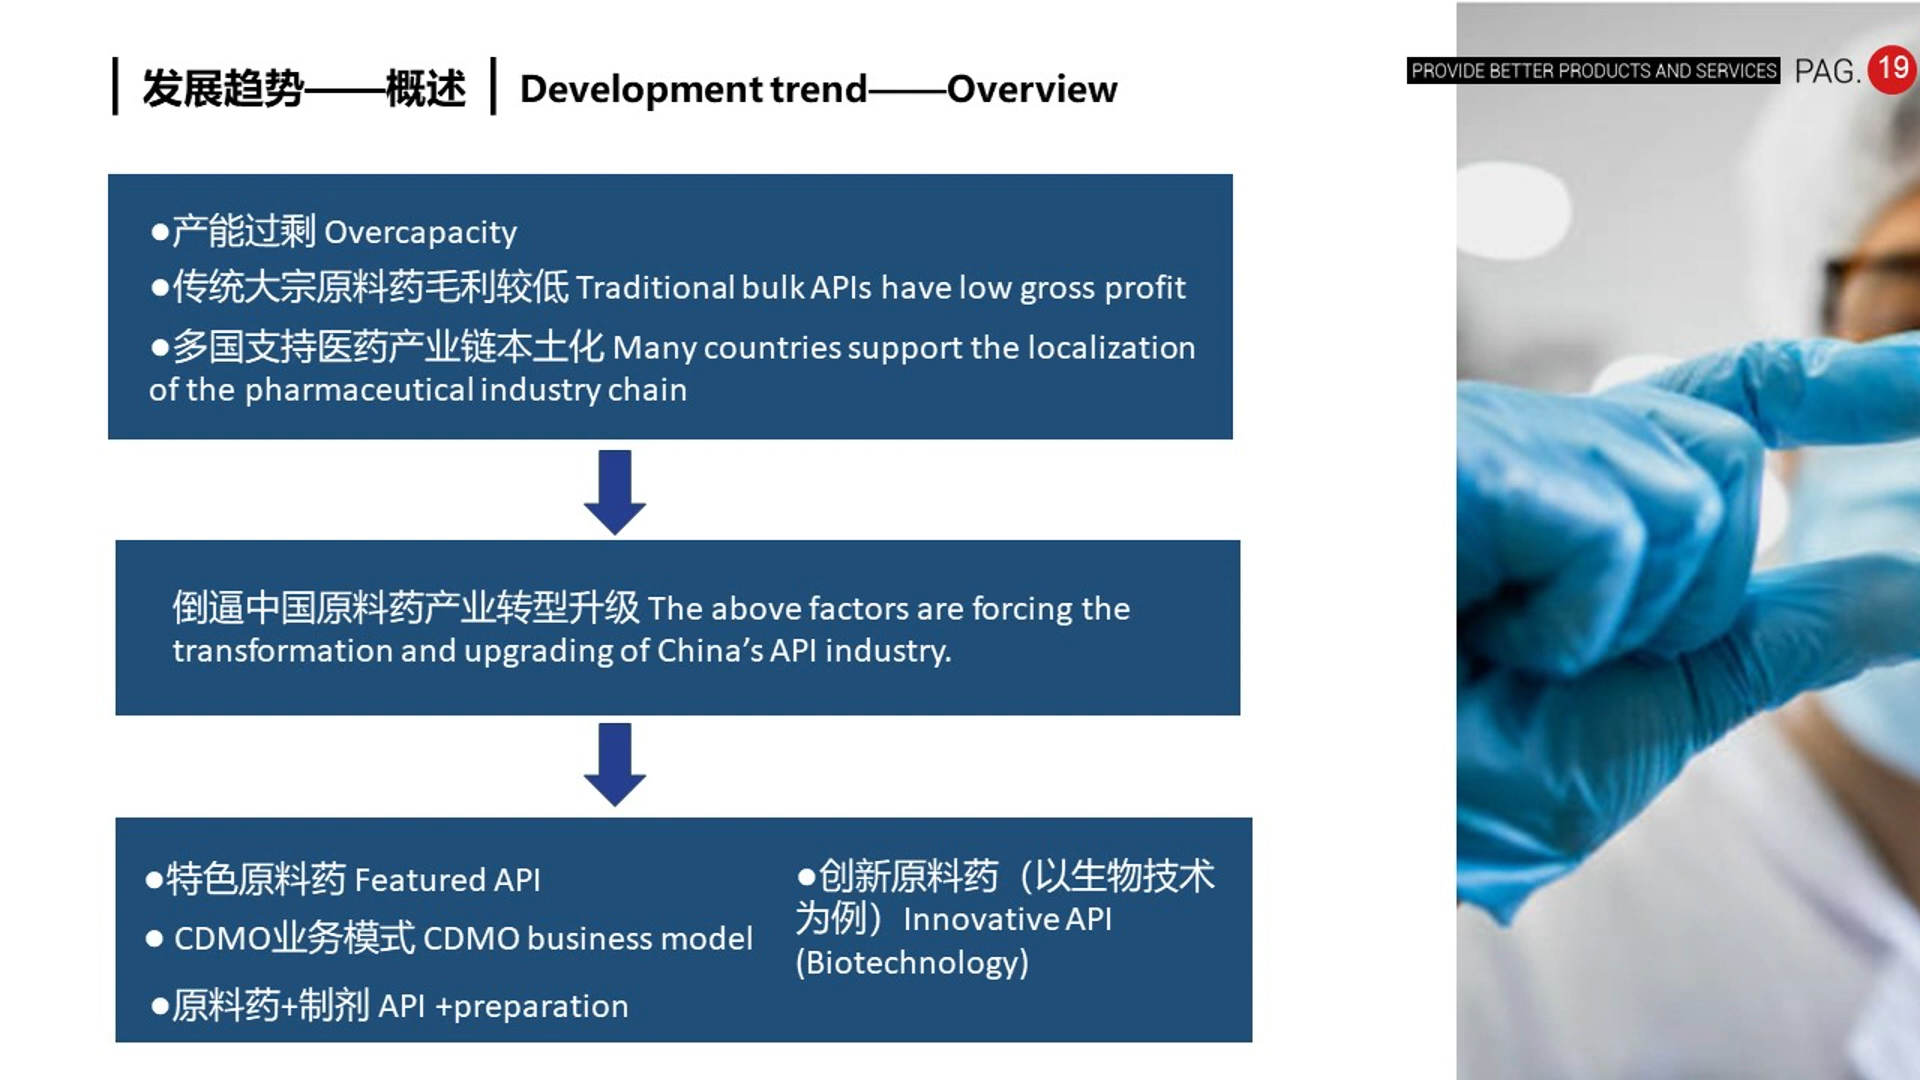 发展趋势——概述 Development trend——Overview
PROVIDE BETTER PRODUCTS AND SERVICES PAG. 19
●产能过剩 Overcapacity
●传统大宗原料药毛利较低 Traditional bulk APIs have low gross profit
●多国支持医药产业链本土化 Many countries support the localization
of the pharmaceutical industry chain
倒逼中国原料药产业转型升级 The above factors are forcing the
transformation and upgrading of China’s API industry.
●特色原料药 Featured API
● CDMO业务模式 CDMO business model
●原料药+制剂 API +preparation
●创新原料药（以生物技术
为例）Innovative API
(Biotechnology)